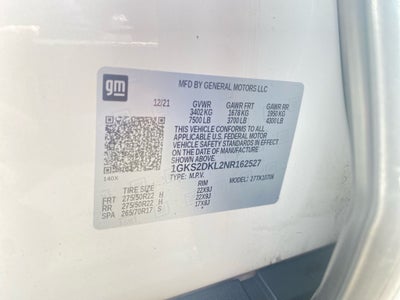 gm
MFD BY GENERAL MOTORS LLC
12/21 GVWR GAWR FRT GAWR RR
3402 KG 1678 KG 1950 KG
7500 LB 3700 LB 4300 LB
THIS VEHICLE CONFORMS TO ALL
APPLICABLE U.S. FEDERAL MOTOR
VEHICLE SAFETY STANDARDS IN
EFFECT ON THE DATE OF
MANUFACTURE SHOWN ABOVE.
1GKS2DKL2NR162527
TYPE: M.P.V.
140X
TIRE SIZE RIM
FRT 275/50R22 H 22X9J
RR 275/50R22 H 22X9J
SPA 265/70R17 S 17X8J